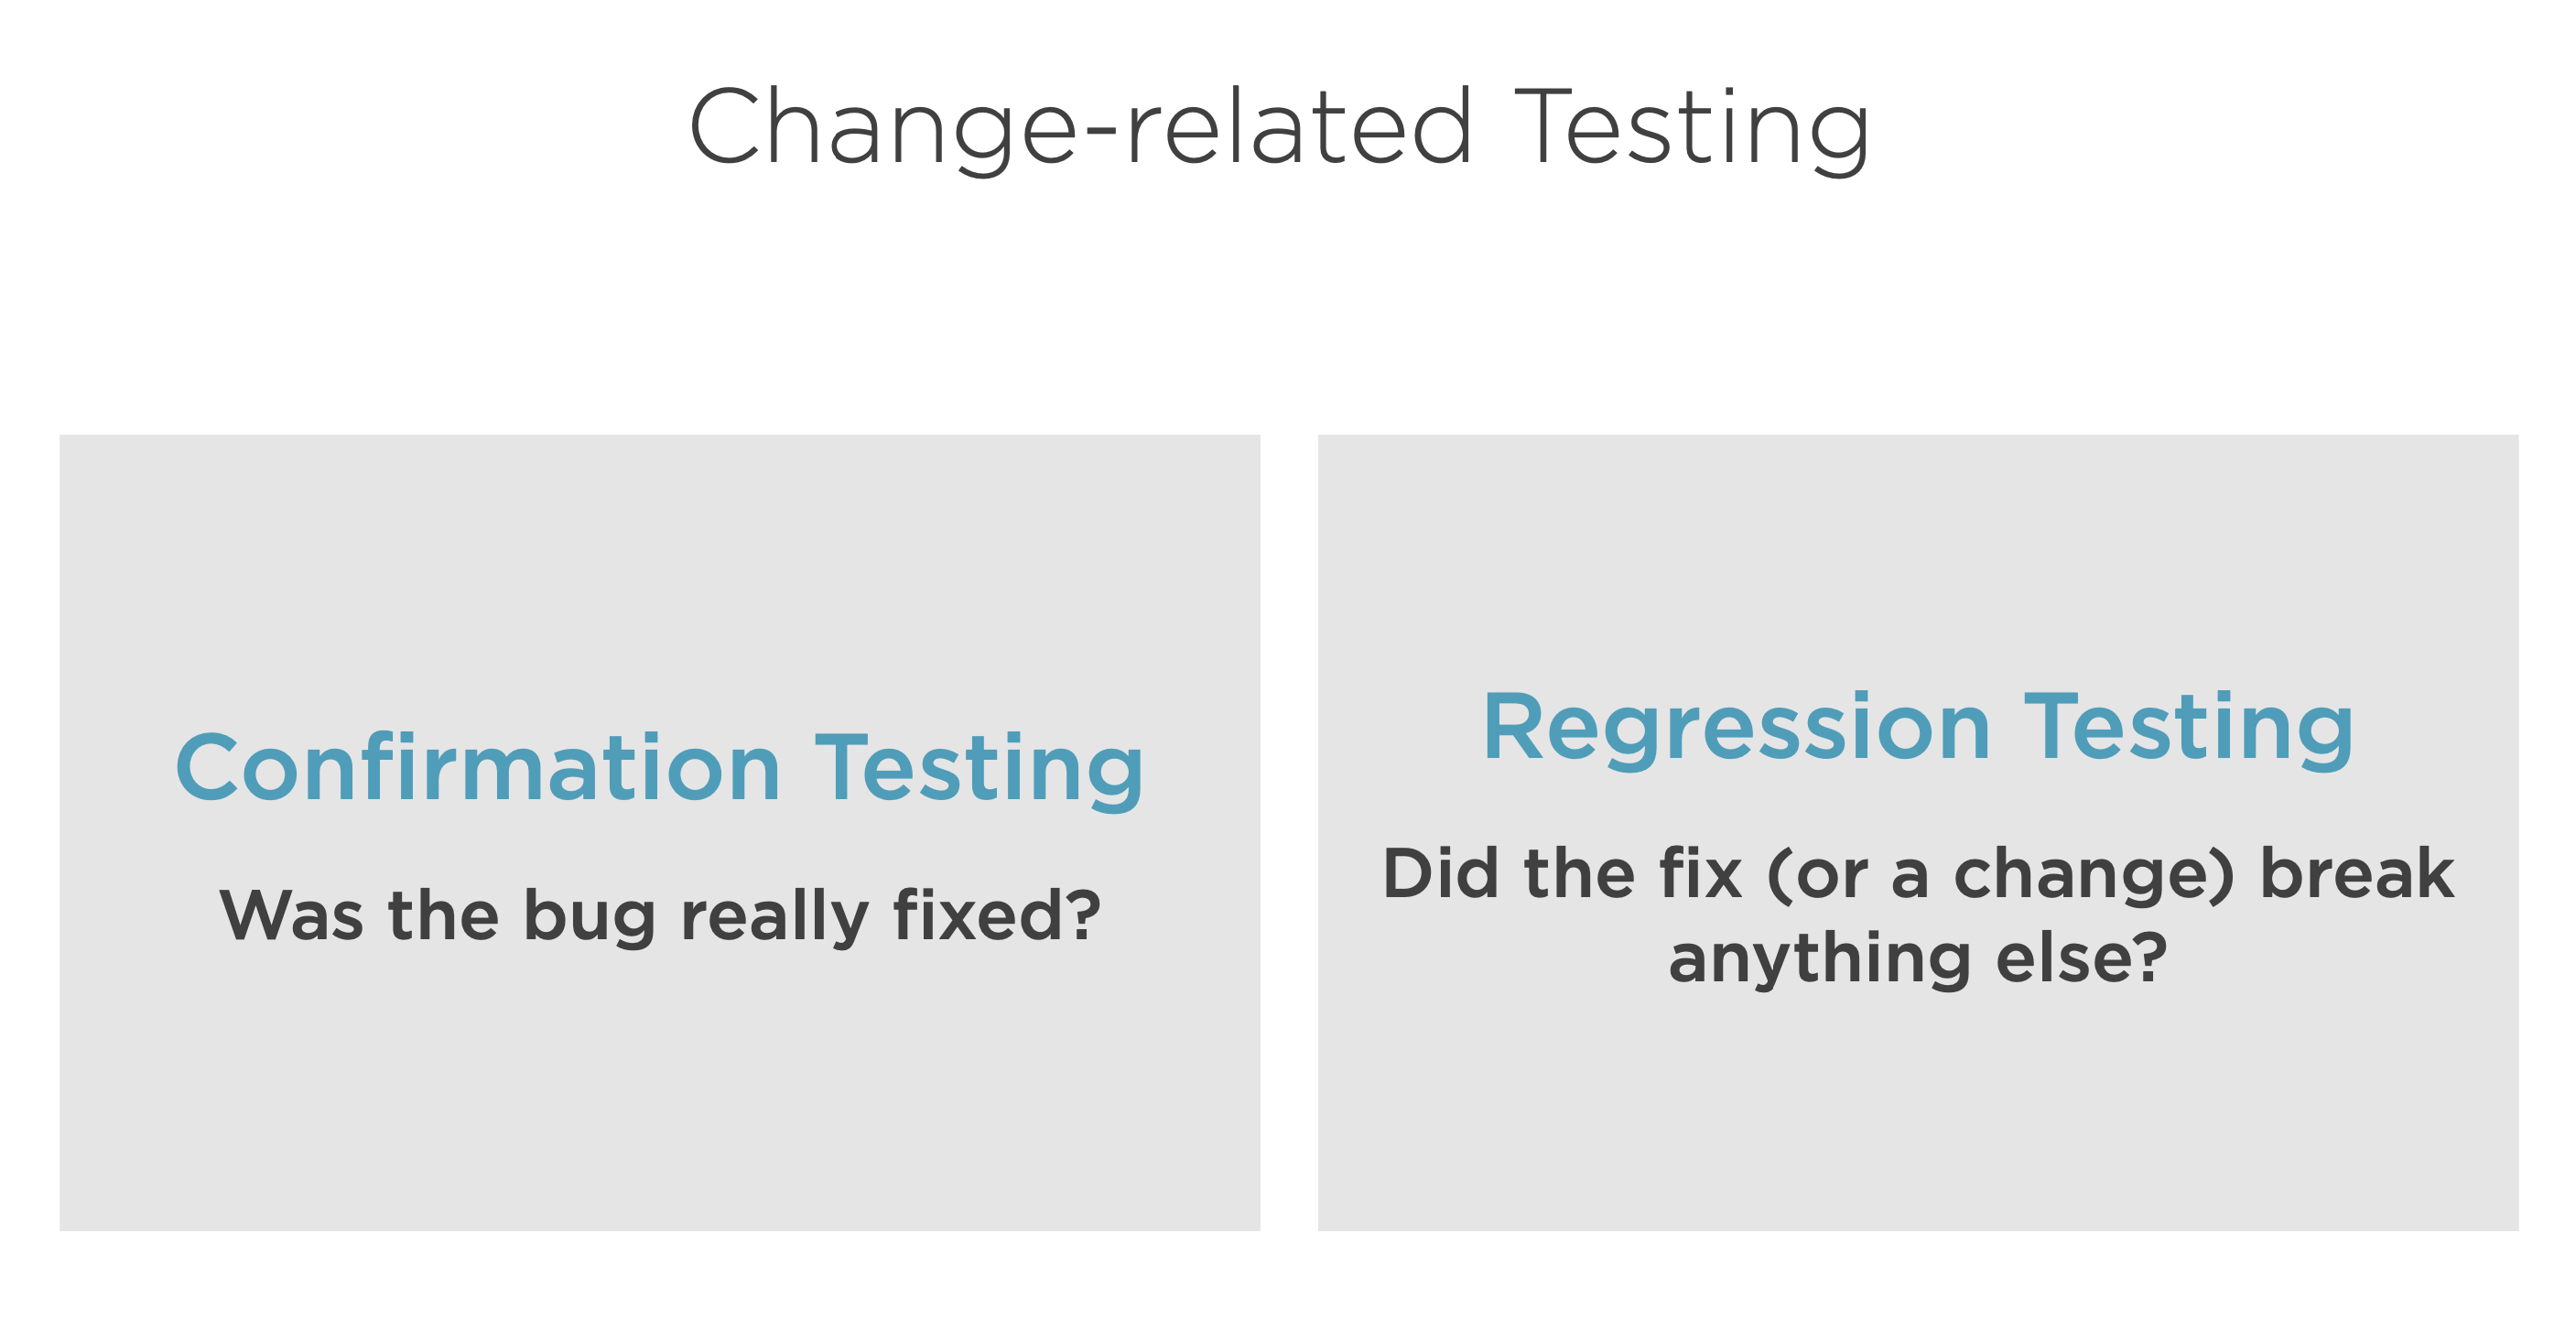 Change-related Testing
Confirmation Testing
Was the bug really fixed?
Regression Testing
Did the fix (or a change) break
anything else?